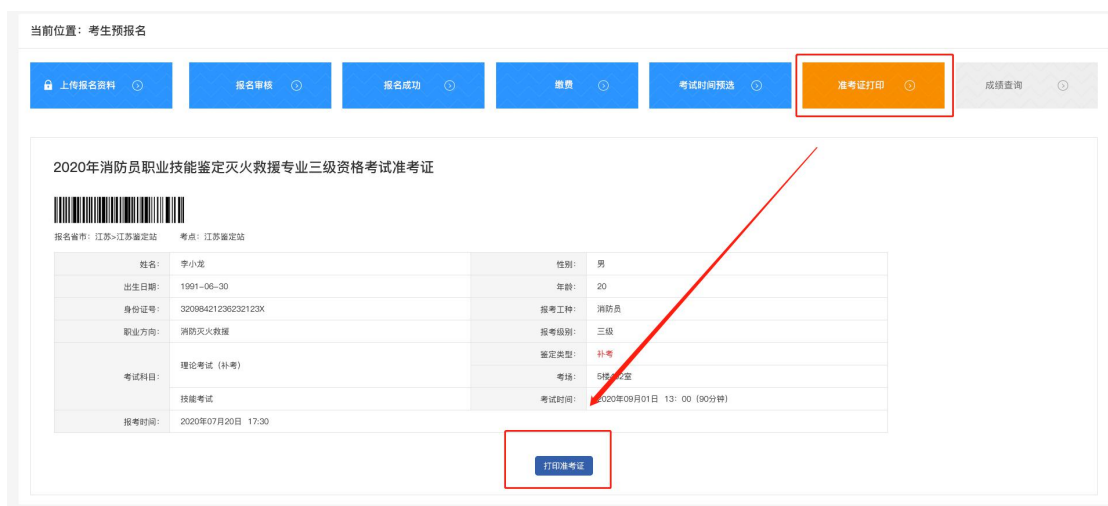 当前位置：考生预报名
上传报名资料 报名审核 报名成功 缴费 考试时间预选 准考证打印 成绩查询
2020年消防员职业技能鉴定灭火救援专业三级资格考试准考证
报名省市：江苏>江苏鉴定站 考点：江苏鉴定站
姓名： 李小龙 性别： 男
出生日期： 1991-06-30 年龄： 20
身份证号： 32098421236232123X 报考工种： 消防员
职业方向： 消防灭火救援 报考级别： 三级
考试科目： 理论考试（补考） 鉴定类型： 补考
考场： 5楼 2室
技能考试 考试时间： 2020年09月01日 13：00（90分钟）
报考时间： 2020年07月20日 17:30
打印准考证